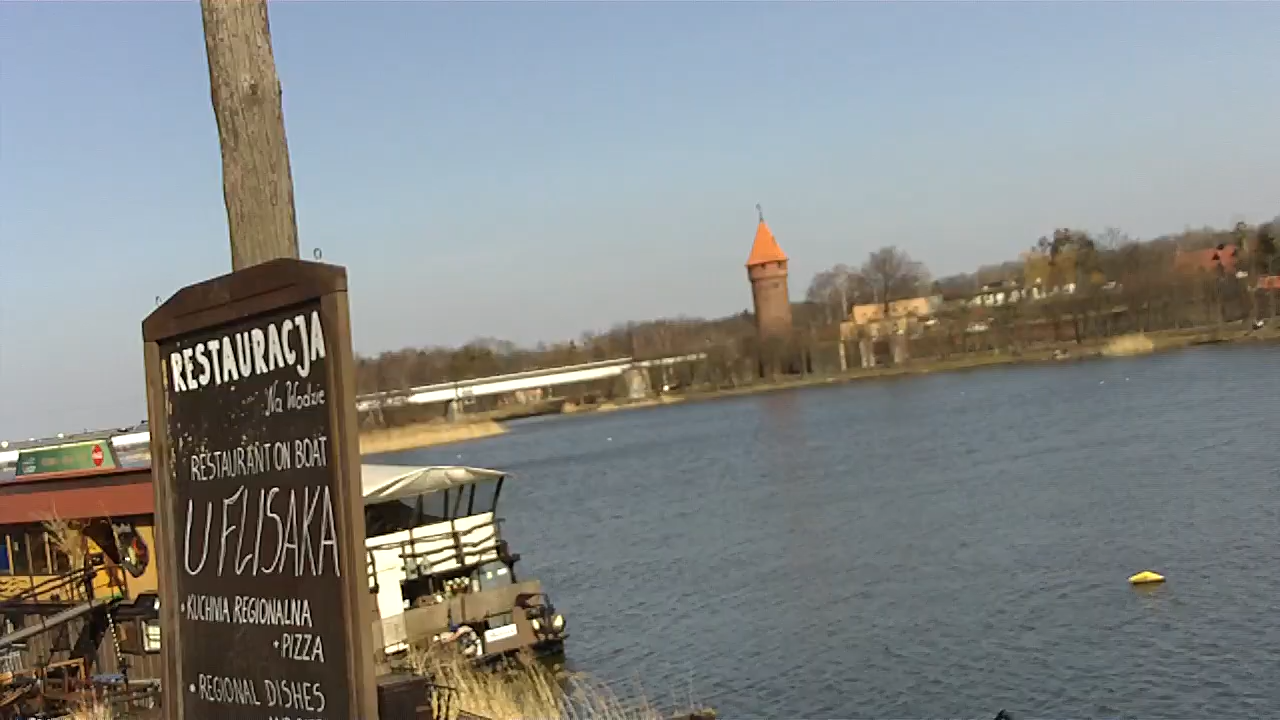 RESTAURACJA
Na Wodzie
RESTAURANT ON BOAT
U FLISAKA
• KUCHNIA REGIONALNA
+ PIZZA
• REGIONAL DISHES